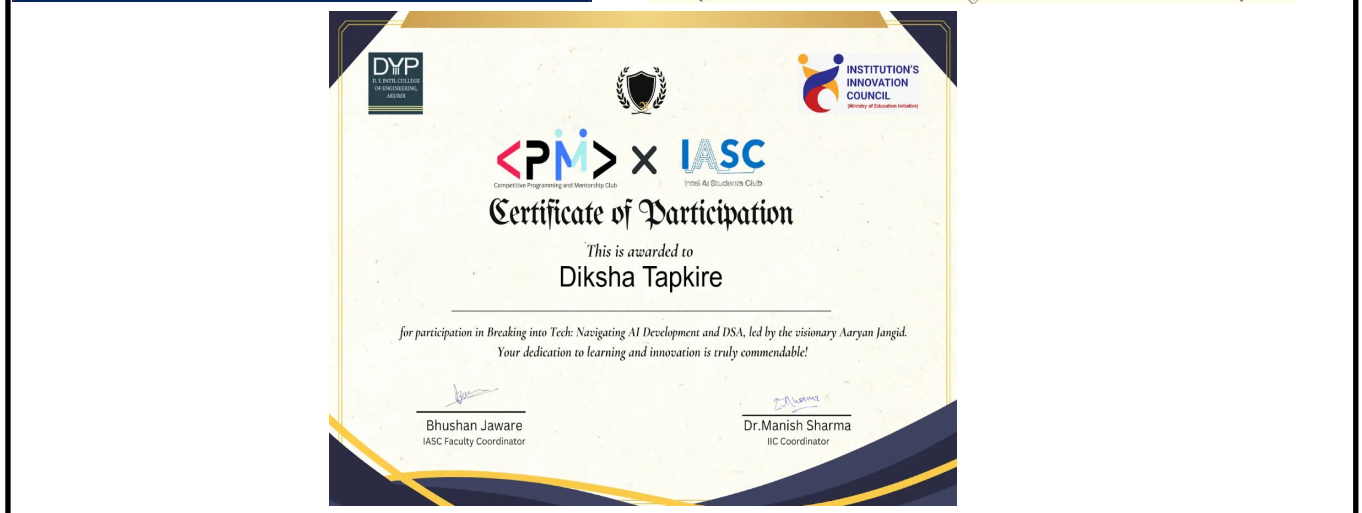 DYP
D. Y. PATIL COLLEGE
OF ENGINEERING,
AKURDI
INSTITUTION'S
INNOVATION
COUNCIL
(Ministry of Education Initiative)
<PM> X IASC
Competitive Programming and Mentorship Club
Intel Ai Students Club
Certificate of Participation
This is awarded to
Diksha Tapkire
for participation in Breaking into Tech: Navigating AI Development and DSA, led by the visionary Aaryan Jangid.
Your dedication to learning and innovation is truly commendable!
Bhushan Jaware
IASC Faculty Coordinator
Dr.Manish Sharma
IIC Coordinator